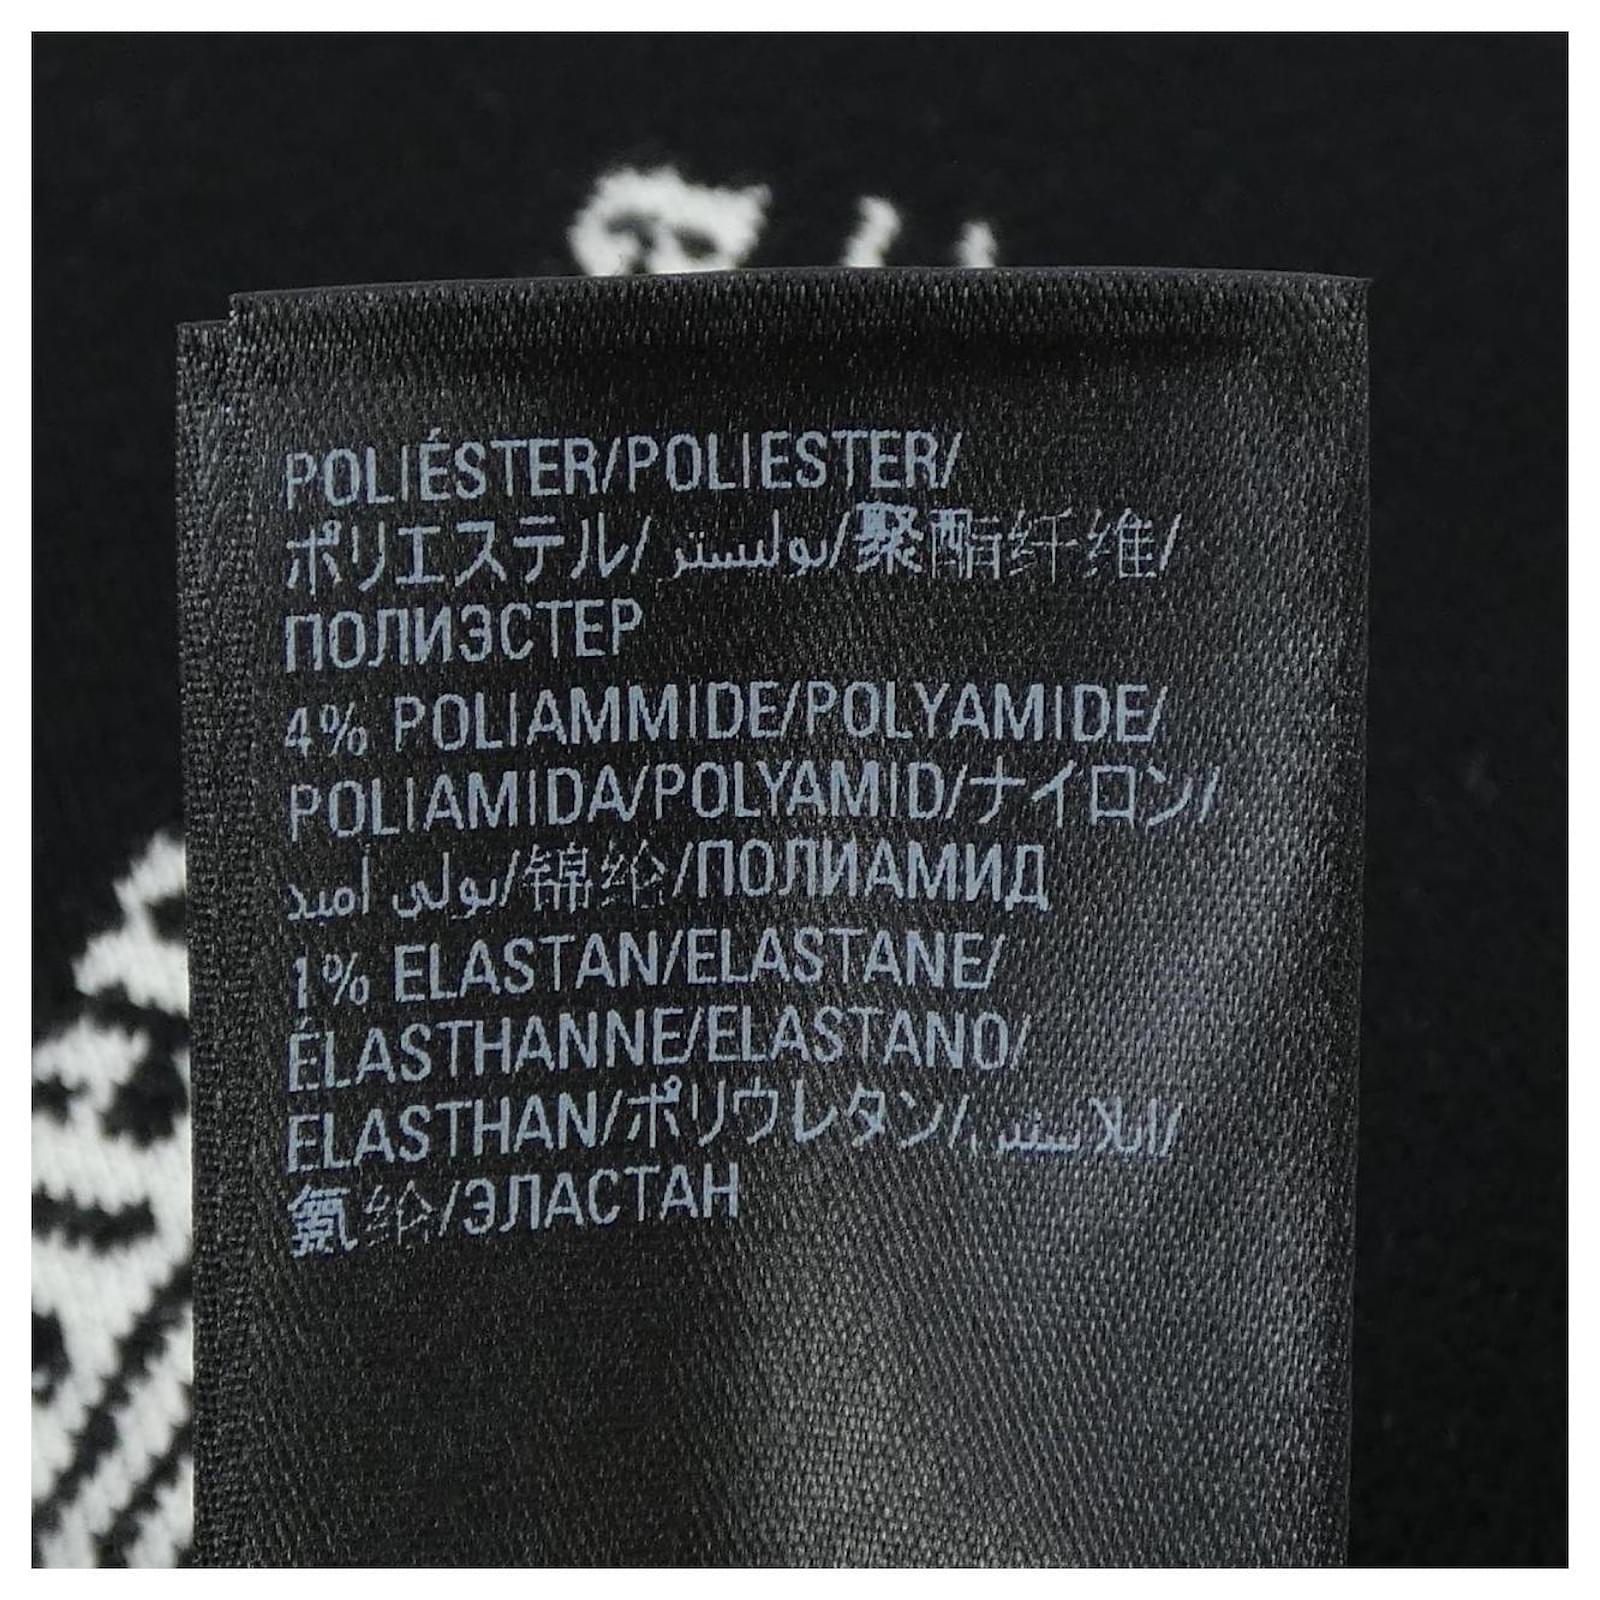 POLIÉSTER/POLIESTER/
ポリエステル/بوليستر/聚酯纤维/
ПОЛИЭСТЕР
4% POLIAMMIDE/POLYAMIDE/
POLIAMIDA/POLYAMID/ナイロン/
بولي أميد/锦纶/ПОЛИАМИД
1% ELASTAN/ELASTANE/
ÉLASTHANNE/ELASTANO/
ELASTHAN/ポリウレタン/ايلاستين/
氨纶/ЭЛАСТАН